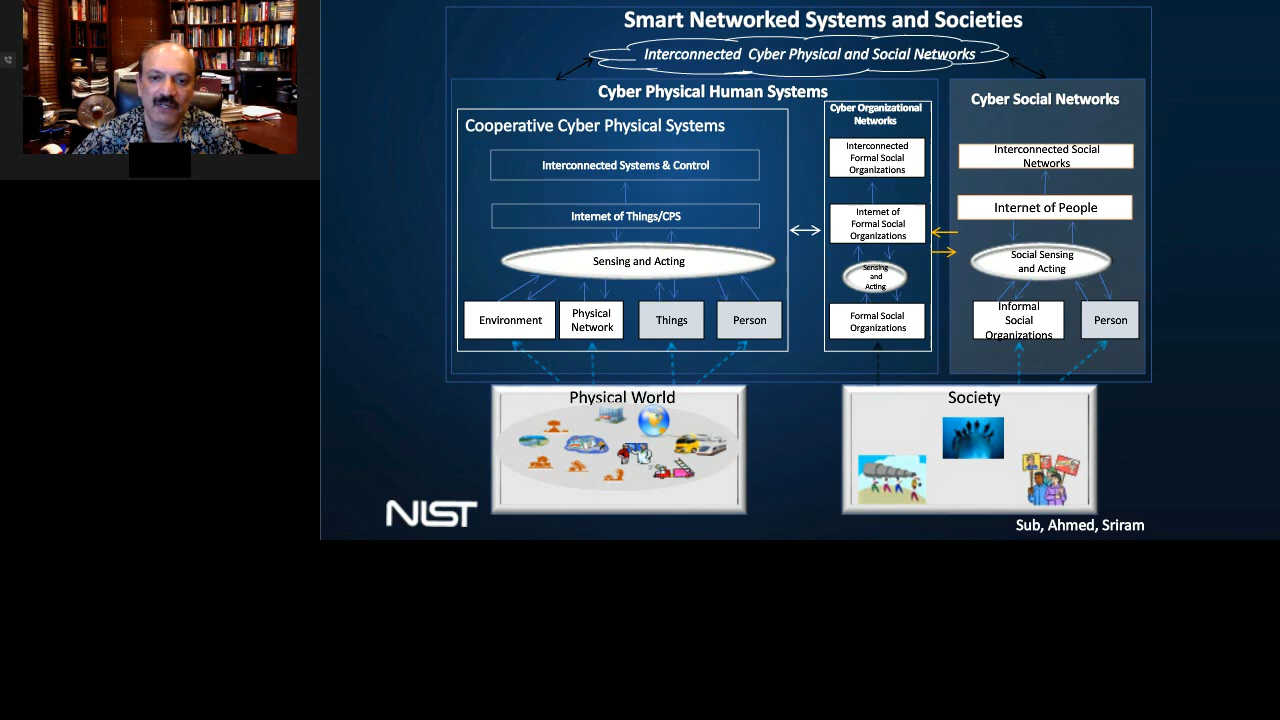 Smart Networked Systems and Societies
Interconnected Cyber Physical and Social Networks
Cyber Physical Human Systems
Cooperative Cyber Physical Systems
Interconnected Systems & Control
Internet of Things/CPS
Sensing and Acting
Environment
Physical
Network
Things
Person
Cyber Organizational
Networks
Interconnected
Formal Social
Organizations
Internet of
Formal Social
Organizations
Sensing
and
Acting
Formal Social
Organizations
Cyber Social Networks
Interconnected Social
Networks
Internet of People
Social Sensing
and Acting
Informal
Social
Organizations
Person
Physical World
Society
NIST
Sub, Ahmed, Sriram